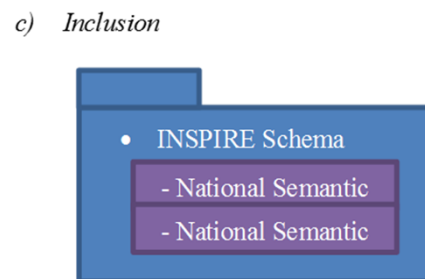 c) Inclusion
• INSPIRE Schema
- National Semantic
- National Semantic